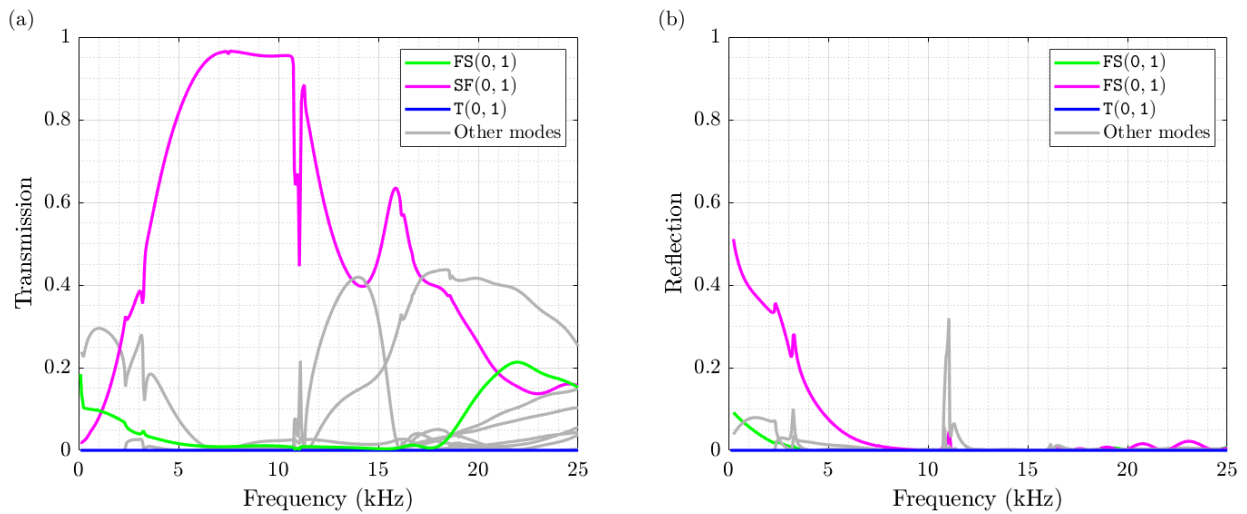 (a)
1
0.8
0.6
0.4
0.2
0
Transmission
FS(0, 1)
SF(0, 1)
T(0, 1)
Other modes
0 5 10 15 20 25
Frequency (kHz)
(b)
1
0.8
0.6
0.4
0.2
0
Reflection
FS(0, 1)
FS(0, 1)
T(0, 1)
Other modes
0 5 10 15 20 25
Frequency (kHz)